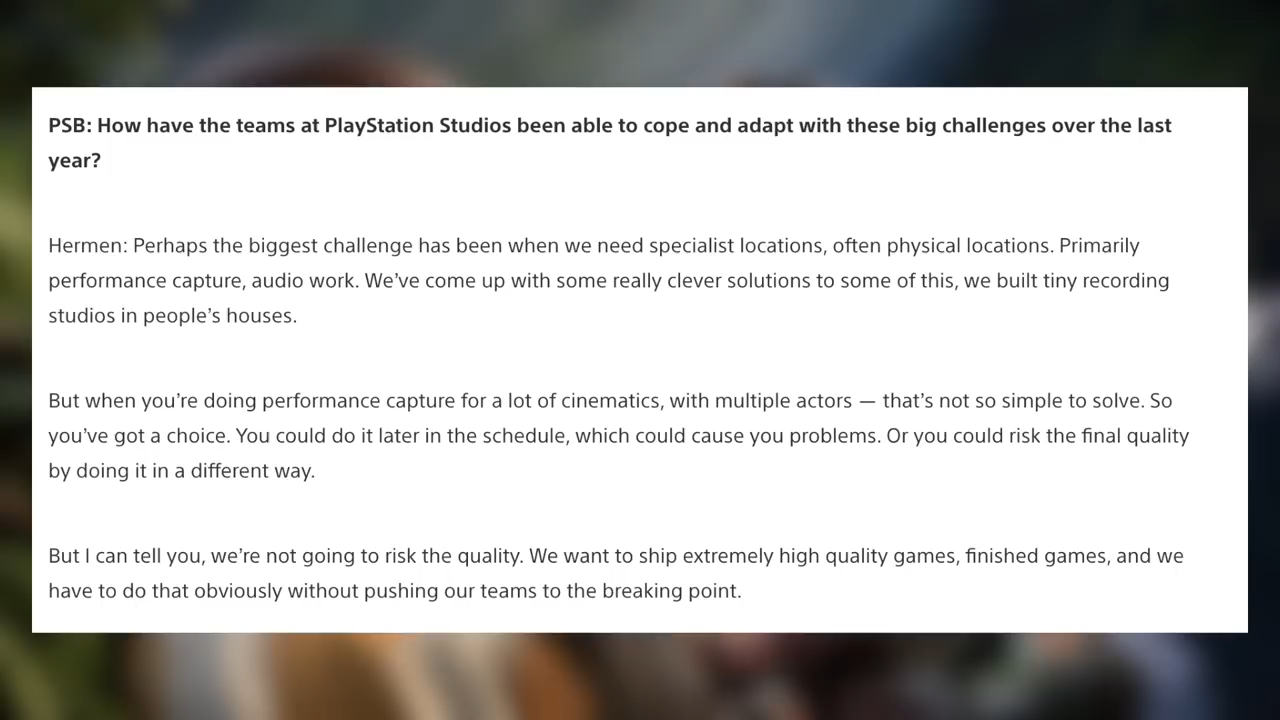 PSB: How have the teams at PlayStation Studios been able to cope and adapt with these big challenges over the last
year?
Hermen: Perhaps the biggest challenge has been when we need specialist locations, often physical locations. Primarily
performance capture, audio work. We’ve come up with some really clever solutions to some of this, we built tiny recording
studios in people’s houses.
But when you’re doing performance capture for a lot of cinematics, with multiple actors — that’s not so simple to solve. So
you’ve got a choice. You could do it later in the schedule, which could cause you problems. Or you could risk the final quality
by doing it in a different way.
But I can tell you, we’re not going to risk the quality. We want to ship extremely high quality games, finished games, and we
have to do that obviously without pushing our teams to the breaking point.